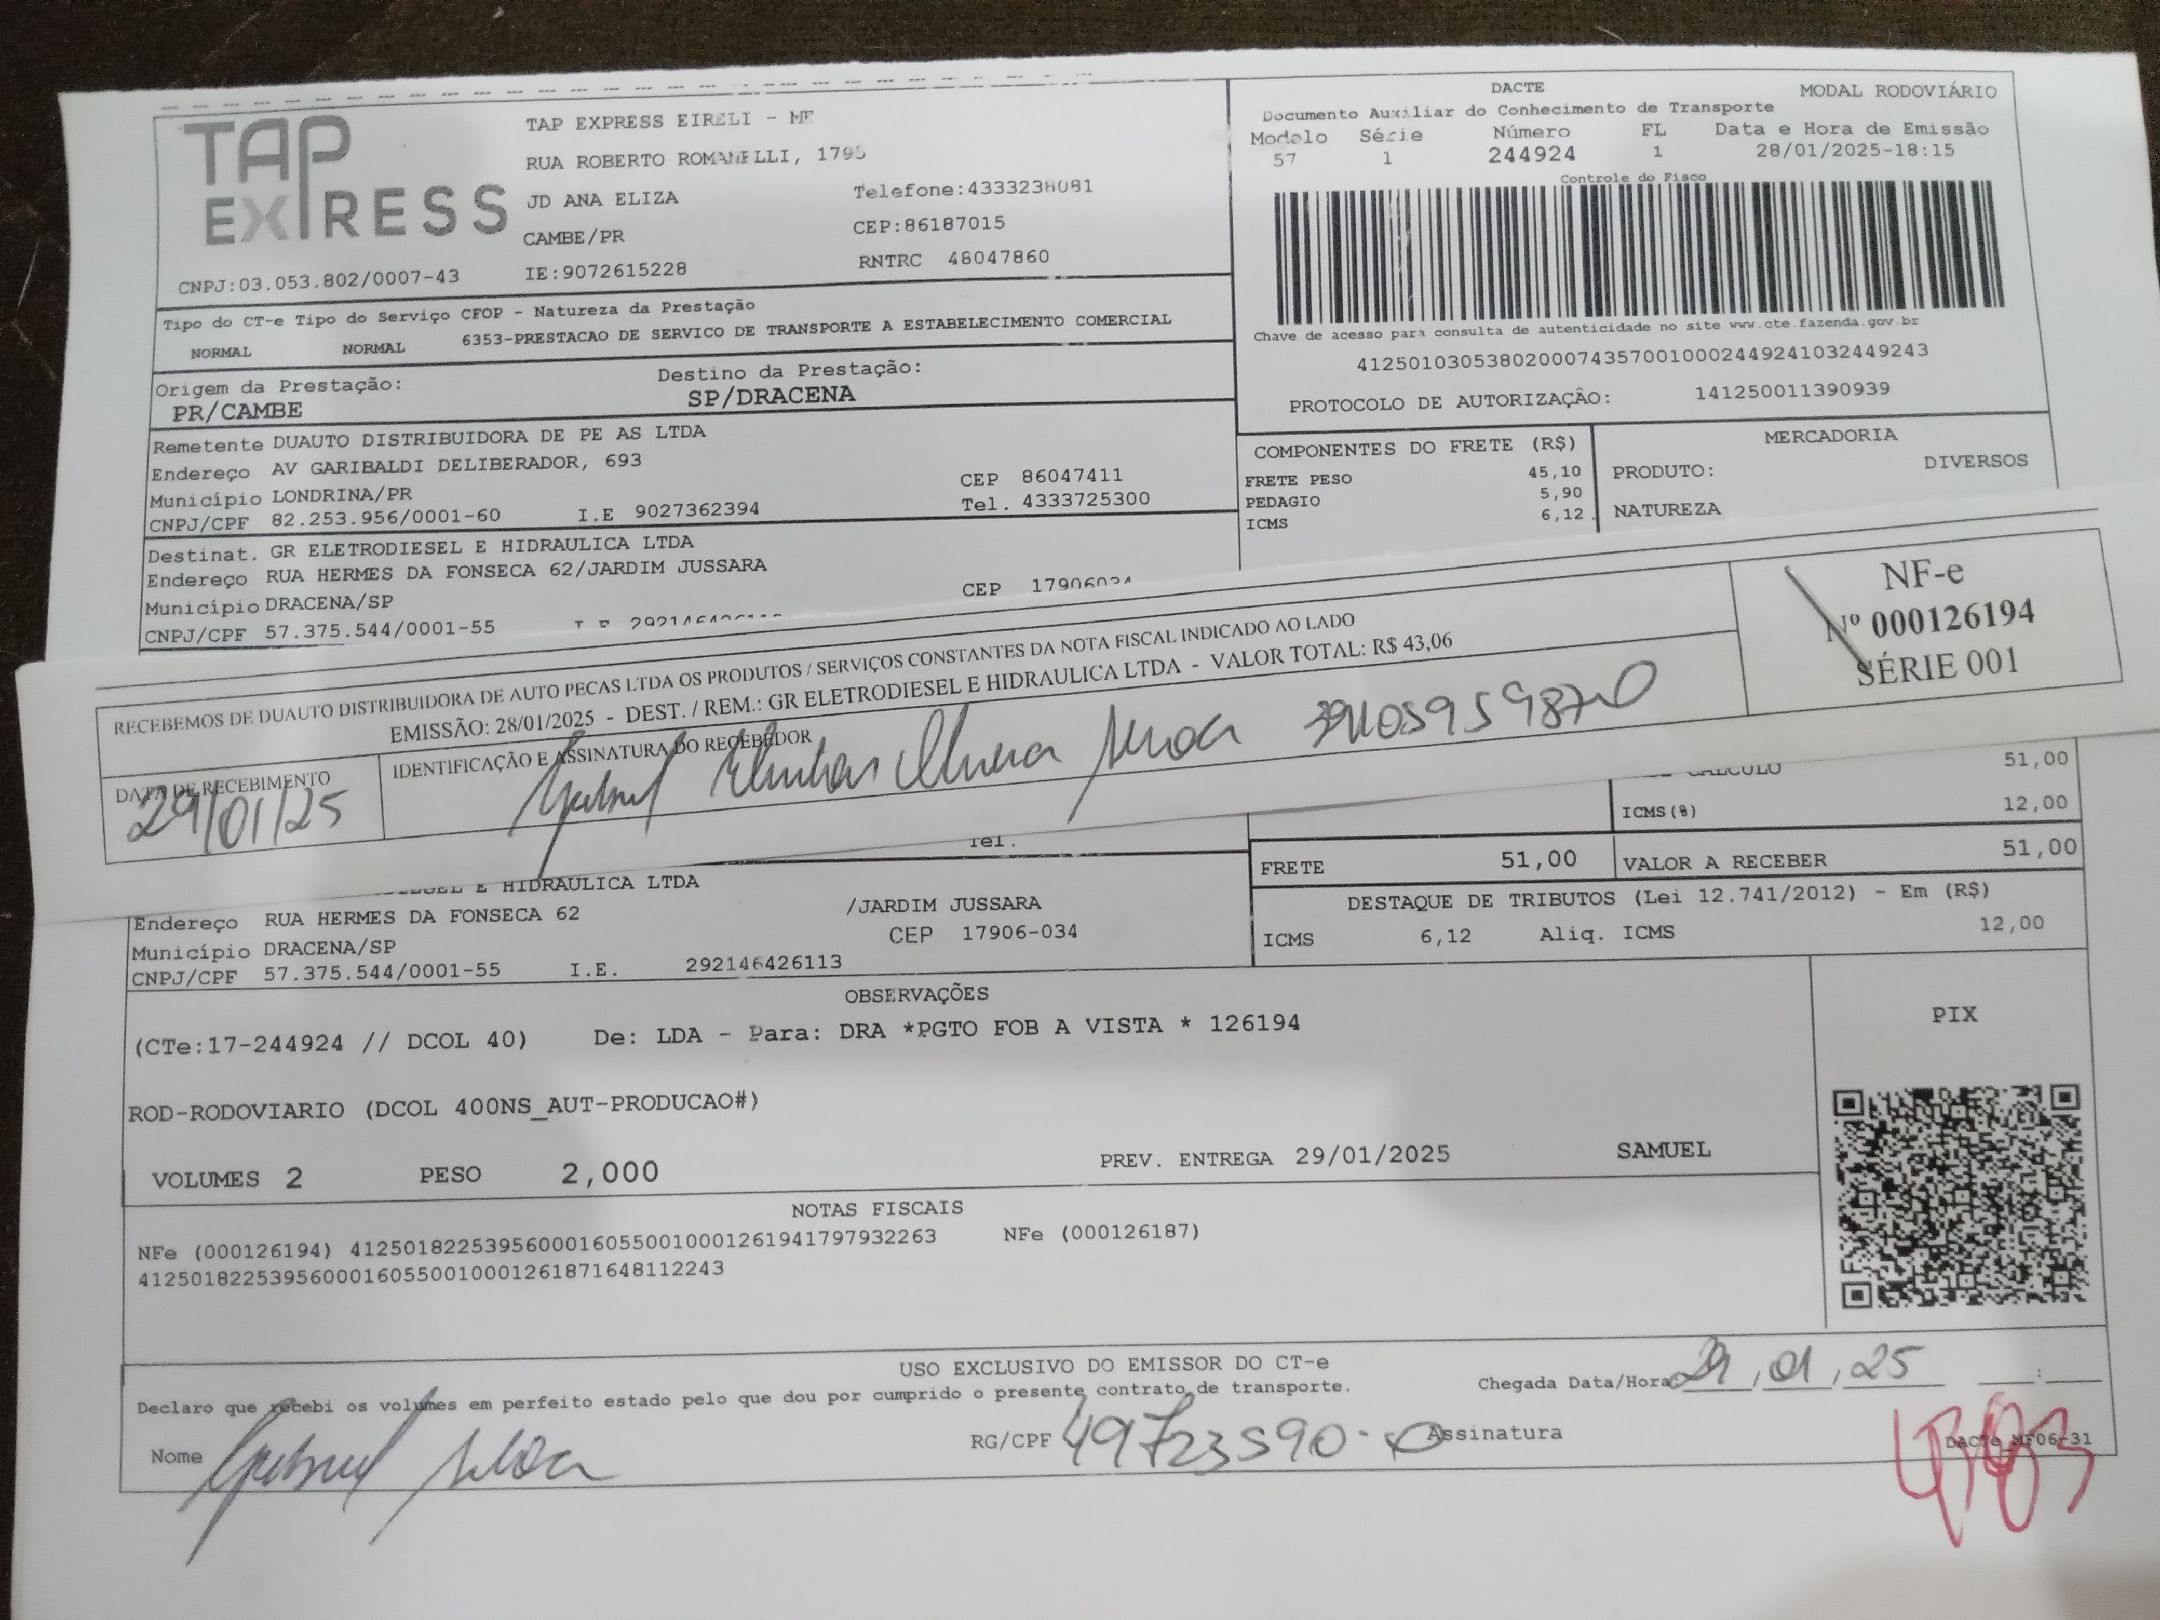 TAP EXPRESS
TAP EXPRESS EIRELI - ME
RUA ROBERTO ROMANELLI, 1795
JD ANA ELIZA Telefone:4333238081
CAMBE/PR CEP:86187015
CNPJ:03.053.802/0007-43 IE:9072615228 RNTRC 48047860
DACTE MODAL RODOVIÁRIO
Documento Auxiliar do Conhecimento de Transporte
Modelo Série Número FL Data e Hora de Emissão
57 1 244924 1 28/01/2025-18:15
Controle do Fisco
Chave de acesso para consulta de autenticidade no site www.cte.fazenda.gov.br
41250103053802000743570010002449241032449243
PROTOCOLO DE AUTORIZAÇÃO: 141250011390939
Tipo do CT-e Tipo do Serviço CFOP - Natureza da Prestação
NORMAL NORMAL 6353-PRESTACAO DE SERVICO DE TRANSPORTE A ESTABELECIMENTO COMERCIAL
Origem da Prestação: Destino da Prestação:
PR/CAMBE SP/DRACENA
Remetente DUAUTO DISTRIBUIDORA DE PE AS LTDA
Endereço AV GARIBALDI DELIBERADOR, 693 CEP 86047411
Município LONDRINA/PR Tel. 4333725300
CNPJ/CPF 82.253.956/0001-60 I.E 9027362394
Destinat. GR ELETRODIESEL E HIDRAULICA LTDA
Endereço RUA HERMES DA FONSECA 62/JARDIM JUSSARA CEP 17906034
Município DRACENA/SP
CNPJ/CPF 57.375.544/0001-55
COMPONENTES DO FRETE (R$)
FRETE PESO 45,10
PEDAGIO 5,90
ICMS 6,12
MERCADORIA
PRODUTO: DIVERSOS
NATUREZA
RECEBEMOS DE DUAUTO DISTRIBUIDORA DE AUTO PECAS LTDA OS PRODUTOS / SERVIÇOS CONSTANTES DA NOTA FISCAL INDICADO AO LADO
EMISSÃO: 28/01/2025 - DEST. / REM.: GR ELETRODIESEL E HIDRAULICA LTDA - VALOR TOTAL: R$ 43,06
DATA DE RECEBIMENTO IDENTIFICAÇÃO E ASSINATURA DO RECEBEDOR
29/01/25 Gabriel
NF-e
Nº 000126194
SÉRIE 001
CALCULO 51,00
ICMS(%) 12,00
FRETE 51,00 VALOR A RECEBER 51,00
DESTAQUE DE TRIBUTOS (Lei 12.741/2012) - Em (R$)
ICMS 6,12 Aliq. ICMS 12,00
Tel.
E HIDRAULICA LTDA
Endereço RUA HERMES DA FONSECA 62 /JARDIM JUSSARA
Município DRACENA/SP CEP 17906-034
CNPJ/CPF 57.375.544/0001-55 I.E. 292146426113
OBSERVAÇÕES
(CTe:17-244924 // DCOL 40) De: LDA - Para: DRA *PGTO FOB A VISTA * 126194
ROD-RODOVIARIO (DCOL 400NS_AUT-PRODUCAO#)
VOLUMES 2 PESO 2,000 PREV. ENTREGA 29/01/2025 SAMUEL
PIX
NOTAS FISCAIS
NFe (000126194) 41250182253956000160550010001261941797932263 NFe (000126187)
41250182253956000160550010001261871648112243
USO EXCLUSIVO DO EMISSOR DO CT-e
Declaro que recebi os volumes em perfeito estado pelo que dou por cumprido o presente contrato de transporte. Chegada Data/Hora 29,01,25
Nome Gabriel RG/CPF 49723590-0 Assinatura